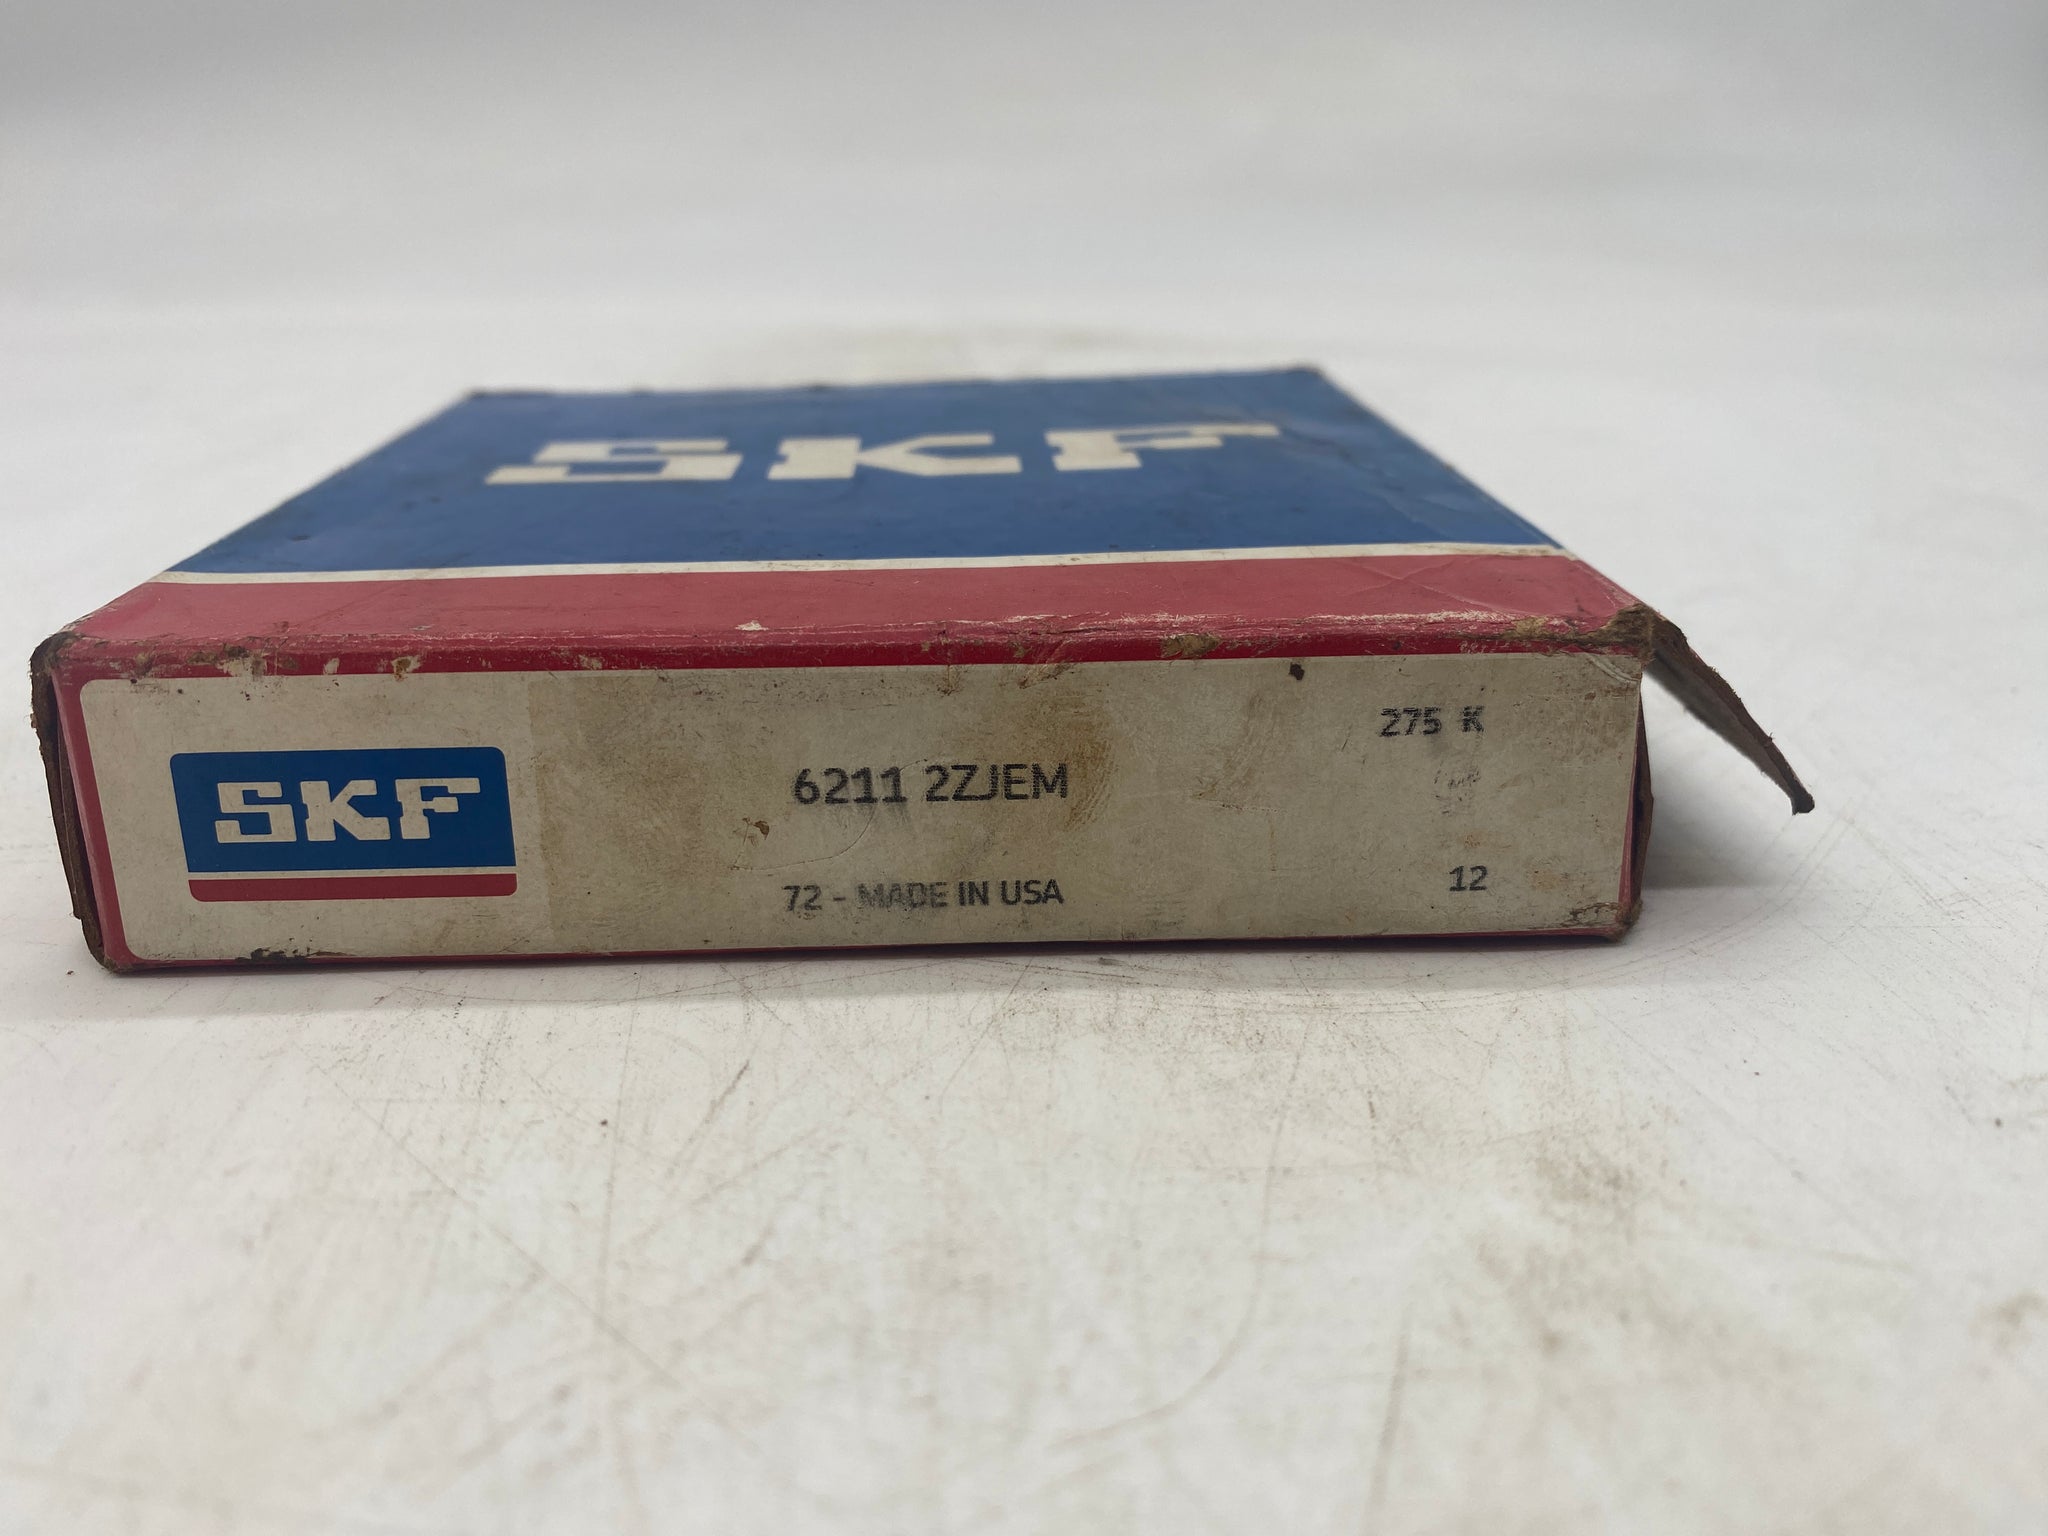 SKF
SKF
6211 2ZJEM
72 - MADE IN USA
275 K
12